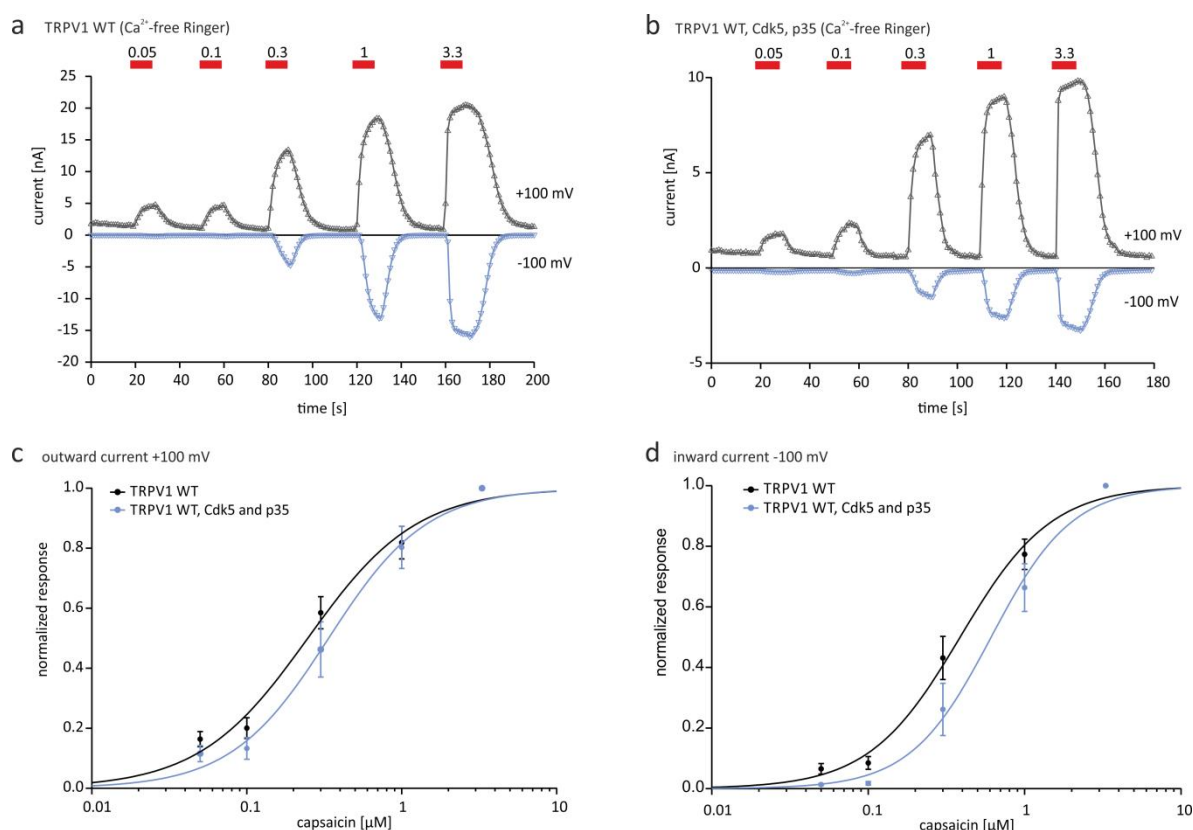 a TRPV1 WT (Ca²⁺-free Ringer)
0.05 0.1 0.3 1 3.3
25
20
15
10
5
0
-5
-10
-15
-20
current [nA]
+100 mV
-100 mV
0 20 40 60 80 100 120 140 160 180 200
time [s]
b TRPV1 WT, Cdk5, p35 (Ca²⁺-free Ringer)
0.05 0.1 0.3 1 3.3
10
5
0
-5
current [nA]
+100 mV
-100 mV
0 20 40 60 80 100 120 140 160 180
time [s]
c outward current +100 mV
TRPV1 WT
TRPV1 WT, Cdk5 and p35
1.0
0.8
0.6
0.4
0.2
0.0
normalized response
0.01 0.1 1 10
capsaicin [µM]
d inward current -100 mV
TRPV1 WT
TRPV1 WT, Cdk5 and p35
1.0
0.8
0.6
0.4
0.2
0.0
normalized response
0.01 0.1 1 10
capsaicin [µM]